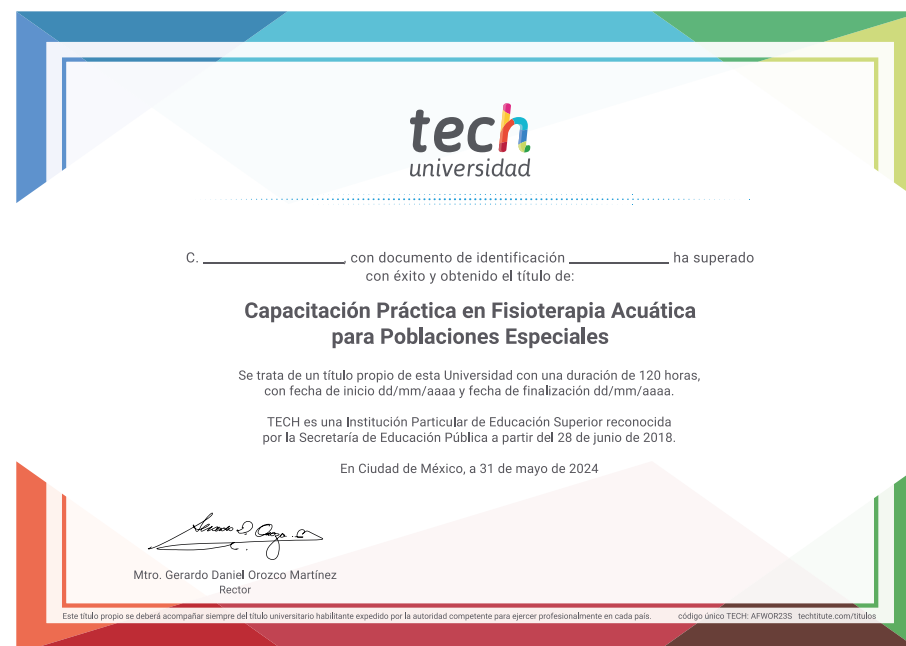 tech
universidad
C. ____________, con documento de identificación ____________ ha superado
con éxito y obtenido el título de:
Capacitación Práctica en Fisioterapia Acuática
para Poblaciones Especiales
Se trata de un título propio de esta Universidad con una duración de 120 horas,
con fecha de inicio dd/mm/aaaa y fecha de finalización dd/mm/aaaa.
TECH es una Institución Particular de Educación Superior reconocida
por la Secretaría de Educación Pública a partir del 28 de junio de 2018.
En Ciudad de México, a 31 de mayo de 2024
Mtro. Gerardo Daniel Orozco Martínez
Rector
Este título propio se deberá acompañar siempre del título universitario habilitante expedido por la autoridad competente para ejercer profesionalmente en cada país. código único TECH: AFWOR23S techtitute.com/titulos